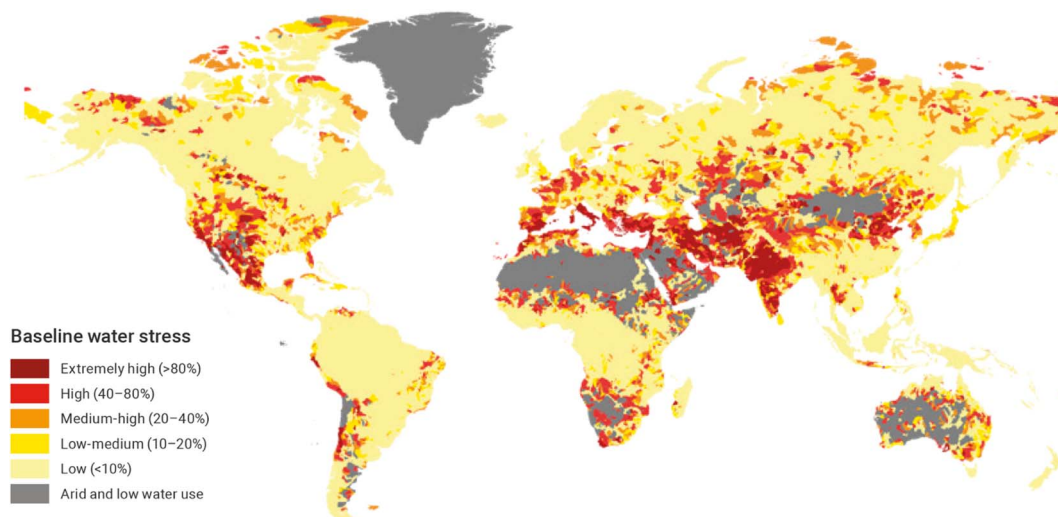 Baseline water stress
Extremely high (>80%)
High (40–80%)
Medium-high (20–40%)
Low-medium (10–20%)
Low (<10%)
Arid and low water use